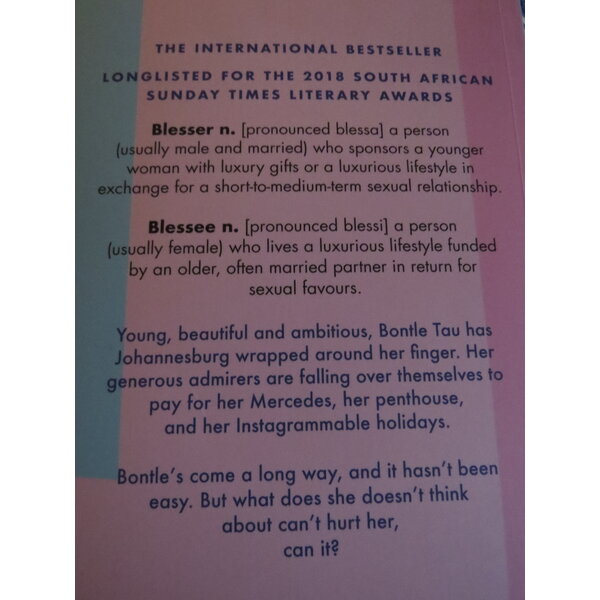 THE INTERNATIONAL BESTSELLER
LONGLISTED FOR THE 2018 SOUTH AFRICAN
SUNDAY TIMES LITERARY AWARDS
Blesser n. [pronounced blessa] a person
(usually male and married) who sponsors a younger
woman with luxury gifts or a luxurious lifestyle in
exchange for a short-to-medium-term sexual relationship.
Blessee n. [pronounced blessi] a person
(usually female) who lives a luxurious lifestyle funded
by an older, often married partner in return for
sexual favours.
Young, beautiful and ambitious, Bontle Tau has
Johannesburg wrapped around her finger. Her
generous admirers are falling over themselves to
pay for her Mercedes, her penthouse,
and her Instagrammable holidays.
Bontle's come a long way, and it hasn't been
easy. But what does she doesn't think
about can't hurt her,
can it?